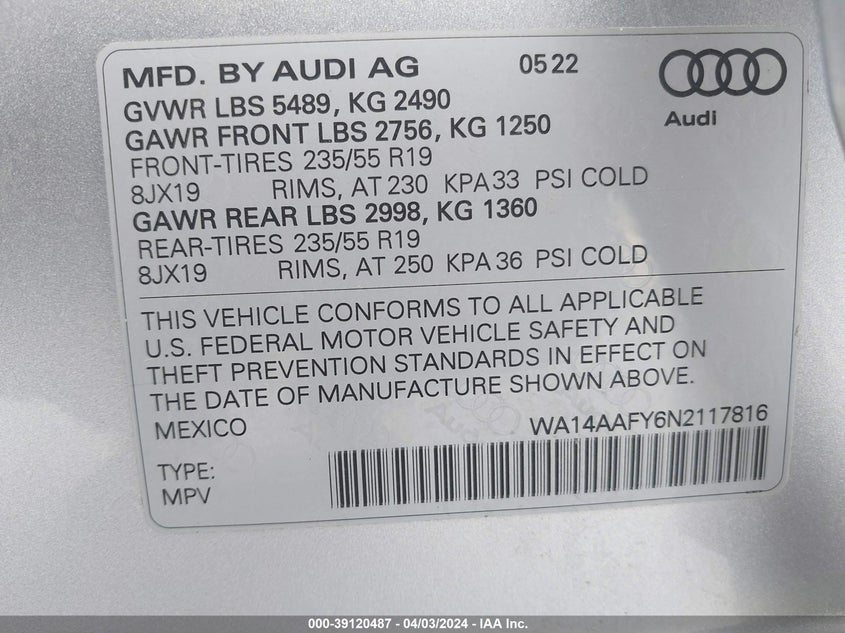 MFD. BY AUDI AG 0522
Audi
GVWR LBS 5489, KG 2490
GAWR FRONT LBS 2756, KG 1250
FRONT-TIRES 235/55 R19
8JX19 RIMS, AT 230 KPA 33 PSI COLD
GAWR REAR LBS 2998, KG 1360
REAR-TIRES 235/55 R19
8JX19 RIMS, AT 250 KPA 36 PSI COLD
THIS VEHICLE CONFORMS TO ALL APPLICABLE
U.S. FEDERAL MOTOR VEHICLE SAFETY AND
THEFT PREVENTION STANDARDS IN EFFECT ON
THE DATE OF MANUFACTURE SHOWN ABOVE.
MEXICO WA14AAFY6N2117816
TYPE:
MPV
000-39120487 - 04/03/2024 - IAA Inc.